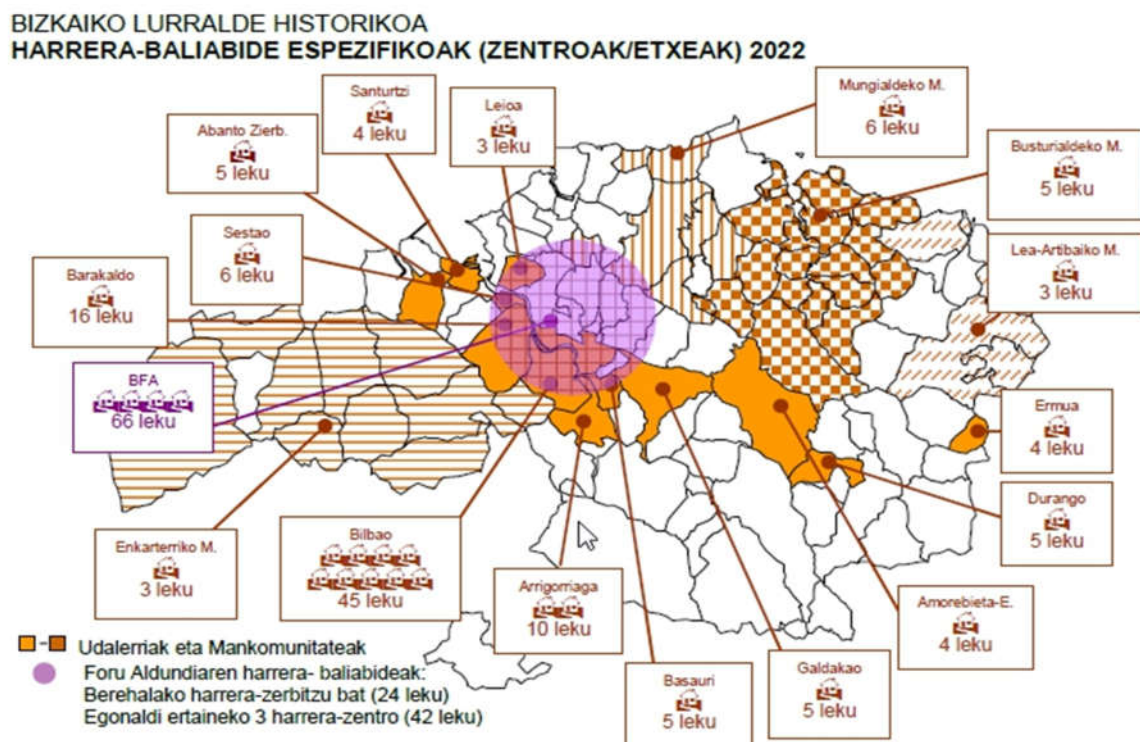 BIZKAIKO LURRALDE HISTORIKOA
HARRERA-BALIABIDE ESPEZIFIKOAK (ZENTROAK/ETXEAK) 2022
Santurtzi
4 leku
Leioa
3 leku
Mungialdeko M.
6 leku
Abanto Zierb.
5 leku
Busturialdeko M.
5 leku
Sestao
6 leku
Lea-Artibaiko M.
3 leku
Barakaldo
16 leku
BFA
66 leku
Ermua
4 leku
Durango
5 leku
Enkarterriko M.
3 leku
Bilbao
45 leku
Arrigorriaga
10 leku
Amorebieta-E.
4 leku
Basauri
5 leku
Galdakao
5 leku
Udalerriak eta Mankomunitateak
Foru Aldundiaren harrera- baliabideak:
Berehalako harrera-zerbitzu bat (24 leku)
Egonaldi ertaineko 3 harrera-zentro (42 leku)